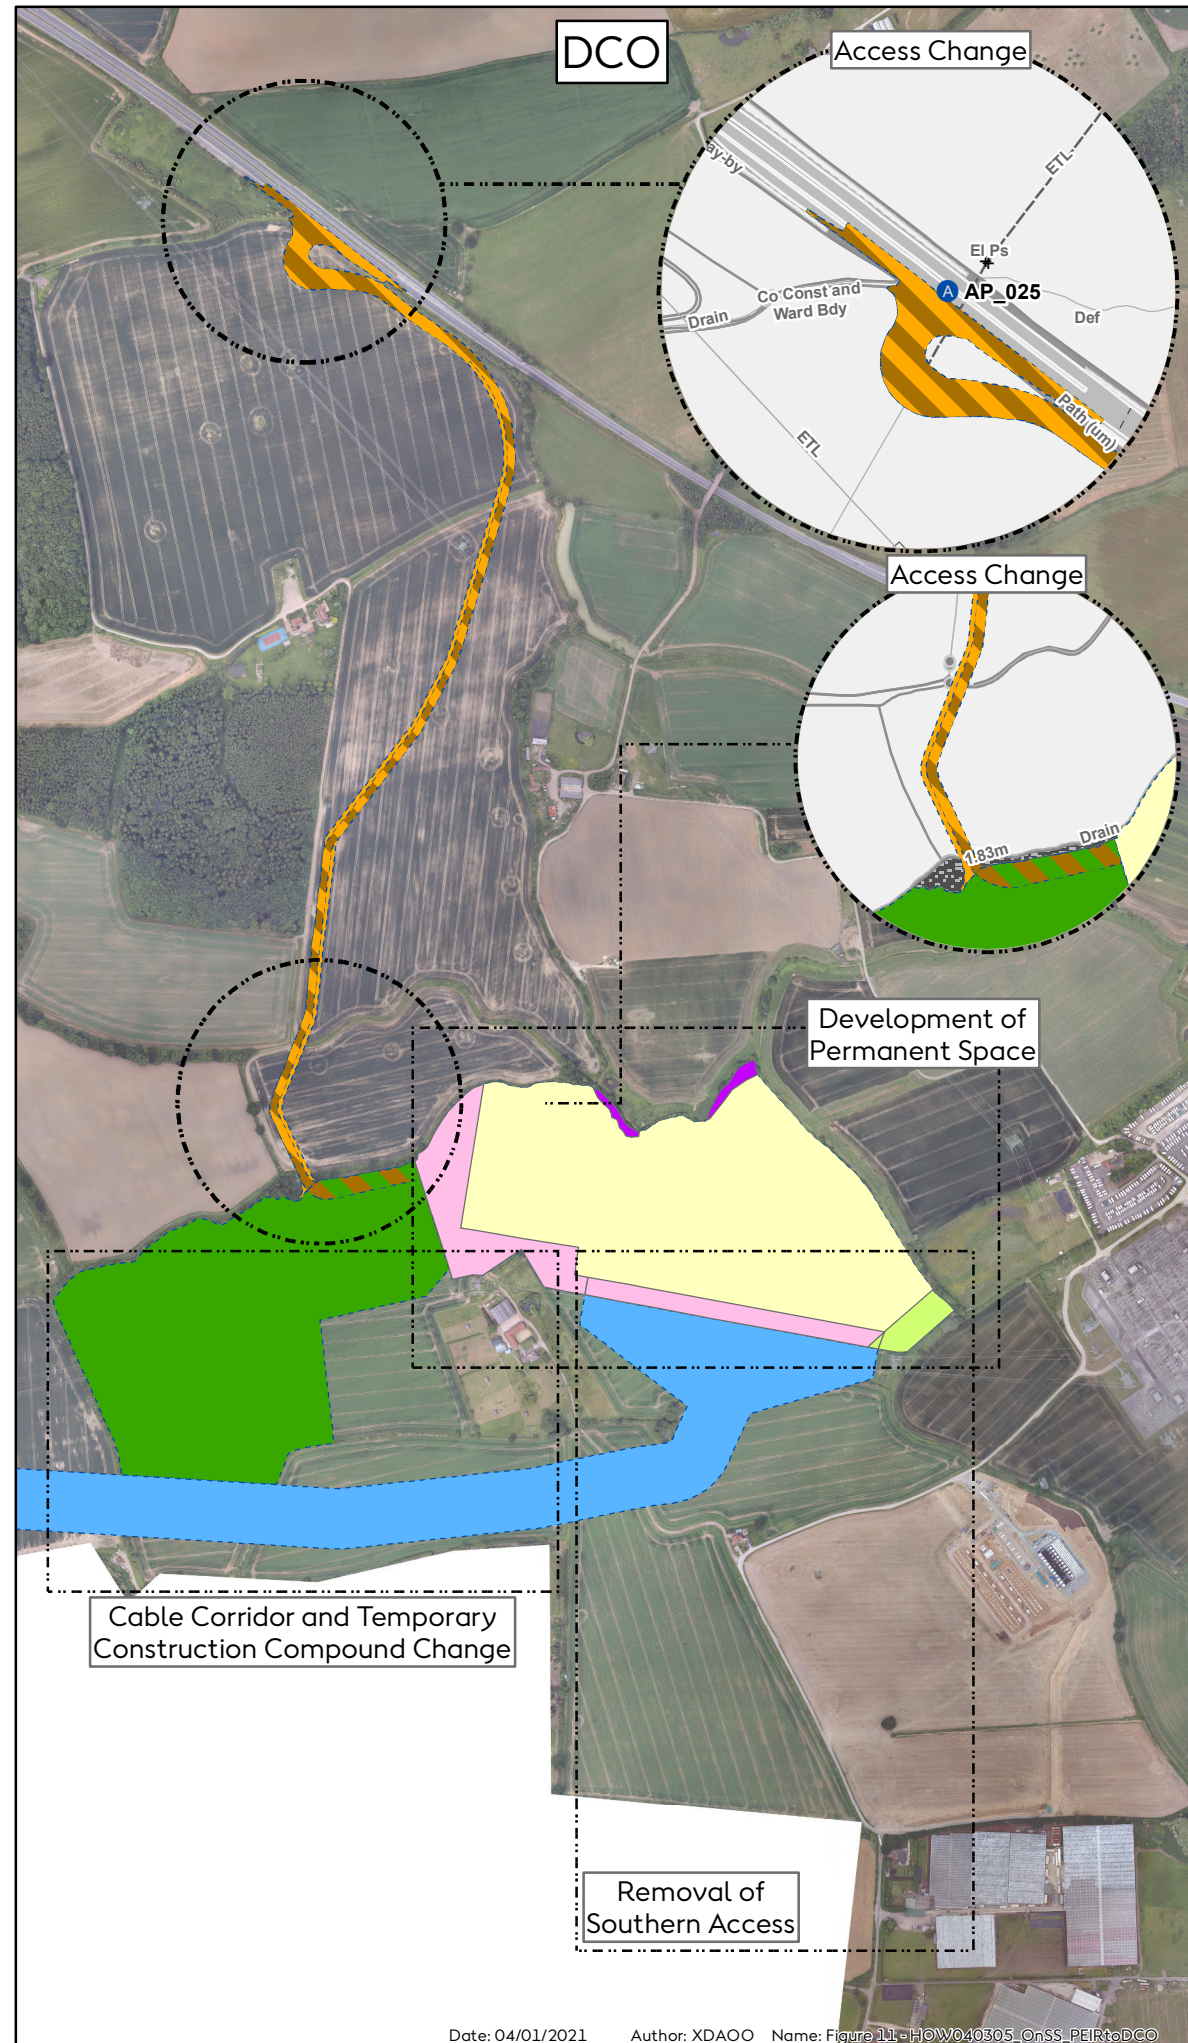 DCO
Access Change
ay-by
ETL
El Ps
A AP_025
Co Const and
Ward Bdy
Drain
Def
Path (um)
ETL
Access Change
Drain
1.83m
Development of
Permanent Space
Cable Corridor and Temporary
Construction Compound Change
Removal of
Southern Access
Date: 04/01/2021 Author: XDAOO Name: Figure 11 - HOW040305_OnSS_PEIRtoDCO